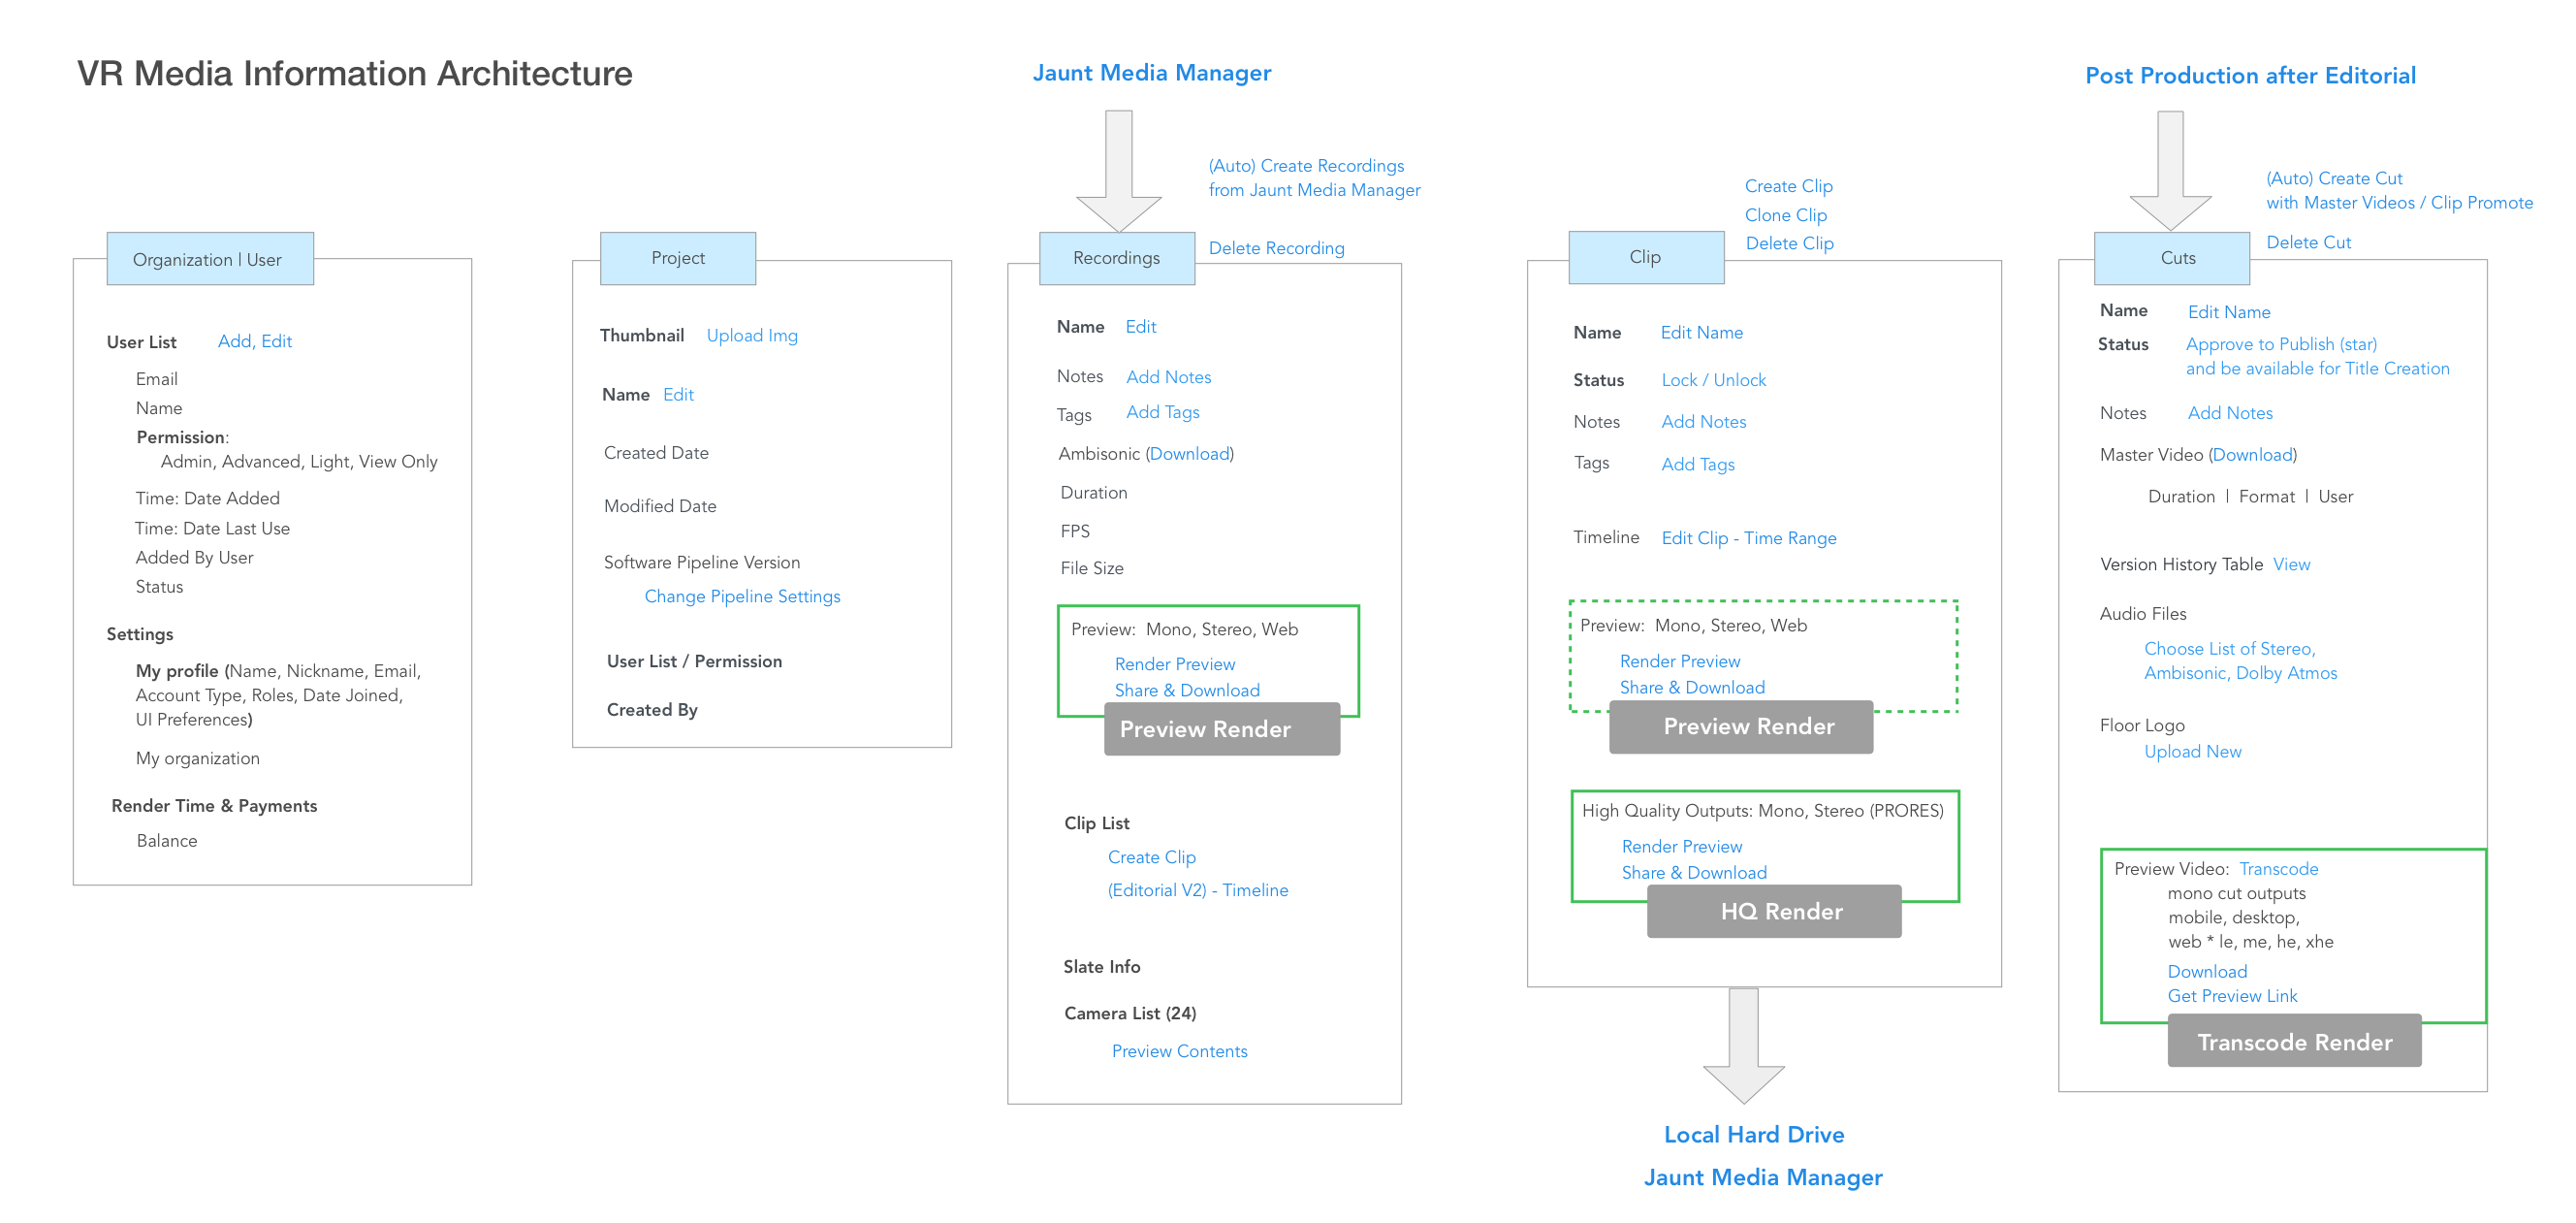 VR Media Information Architecture
Organization | User
User List Add, Edit
Email
Name
Permission:
Admin, Advanced, Light, View Only
Time: Date Added
Time: Date Last Use
Added By User
Status
Settings
My profile (Name, Nickname, Email,
Account Type, Roles, Date Joined,
UI Preferences)
My organization
Render Time & Payments
Balance
Project
Thumbnail Upload Img
Name Edit
Created Date
Modified Date
Software Pipeline Version
Change Pipeline Settings
User List / Permission
Created By
Jaunt Media Manager
(Auto) Create Recordings
from Jaunt Media Manager
Delete Recording
Recordings
Name Edit
Notes Add Notes
Tags Add Tags
Ambisonic (Download)
Duration
FPS
File Size
Preview: Mono, Stereo, Web
Render Preview
Share & Download
Preview Render
Clip List
Create Clip
(Editorial V2) - Timeline
Slate Info
Camera List (24)
Preview Contents
Create Clip
Clone Clip
Delete Clip
Clip
Name Edit Name
Status Lock / Unlock
Notes Add Notes
Tags Add Tags
Timeline Edit Clip - Time Range
Preview: Mono, Stereo, Web
Render Preview
Share & Download
Preview Render
High Quality Outputs: Mono, Stereo (PRORES)
Render Preview
Share & Download
HQ Render
Local Hard Drive
Jaunt Media Manager
Post Production after Editorial
(Auto) Create Cut
with Master Videos / Clip Promote
Delete Cut
Cuts
Name Edit Name
Status Approve to Publish (star)
and be available for Title Creation
Notes Add Notes
Master Video (Download)
Duration | Format | User
Version History Table View
Audio Files
Choose List of Stereo,
Ambisonic, Dolby Atmos
Floor Logo
Upload New
Preview Video: Transcode
mono cut outputs
mobile, desktop,
web * le, me, he, xhe
Download
Get Preview Link
Transcode Render